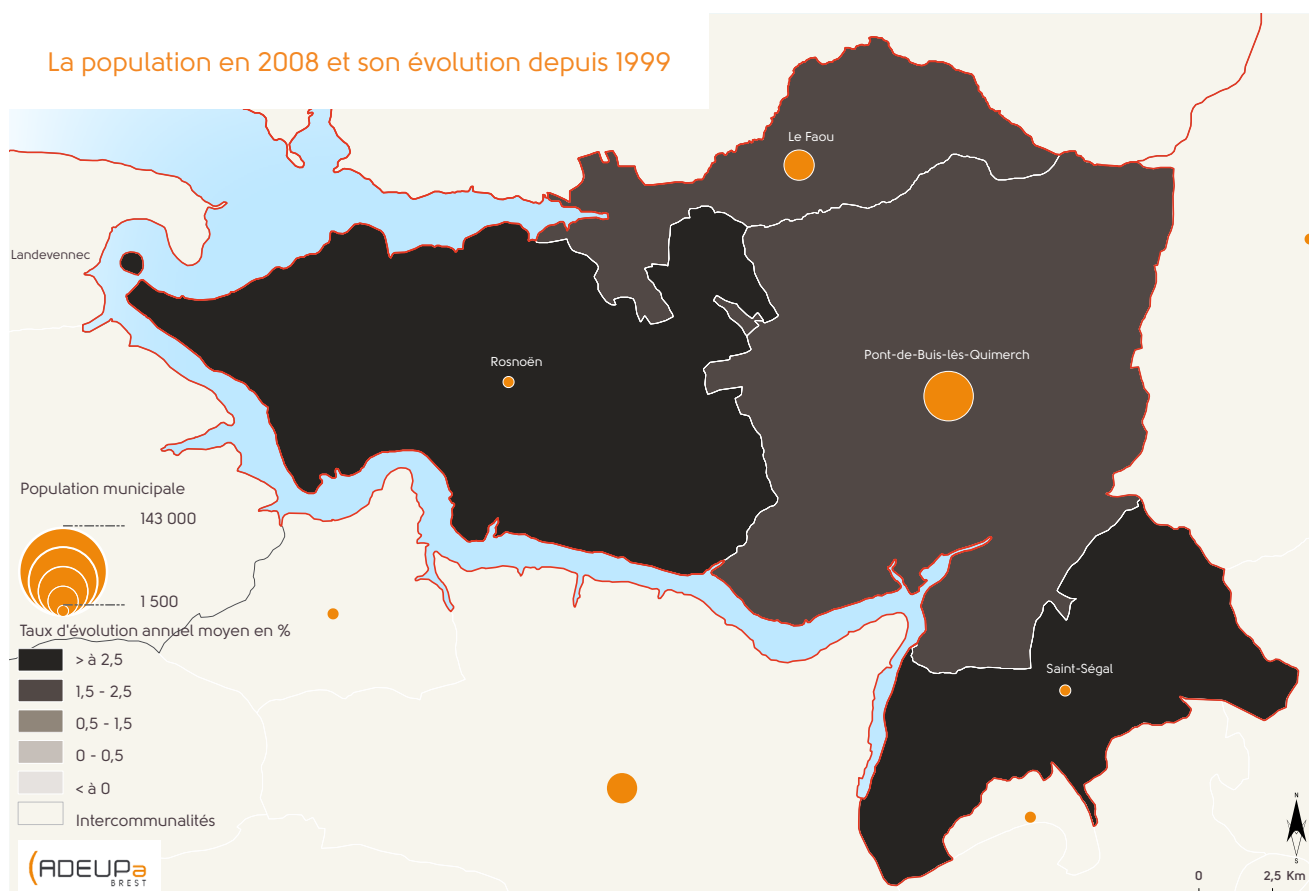 La population en 2008 et son évolution depuis 1999
Le Faou
Landevennec
Rosnoën
Pont-de-Buis-lès-Quimerch
Population municipale
143 000
1 500
Taux d'évolution annuel moyen en %
> à 2,5
1,5 - 2,5
0,5 - 1,5
0 - 0,5
< à 0
Intercommunalités
Saint-Ségal
N
S
0 2,5 Km
ADEUPa
BREST